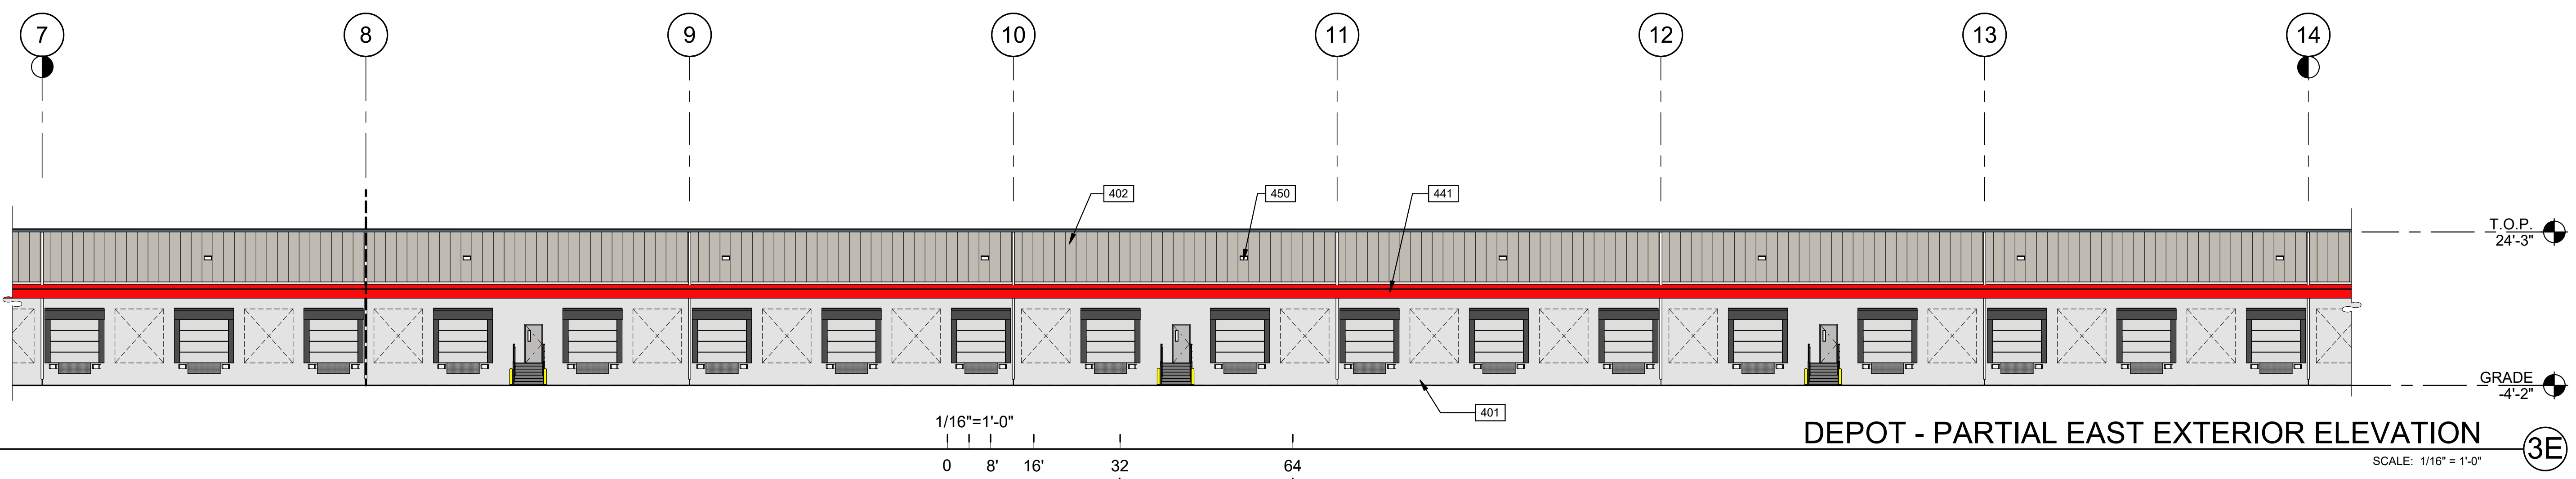 7 8 9 10 11 12 13 14
402 450 441
T.O.P.
24'-3"
GRADE
-4'-2"
401
1/16"=1'-0"
0 8' 16' 32 64
DEPOT - PARTIAL EAST EXTERIOR ELEVATION
3E
SCALE: 1/16" = 1'-0"